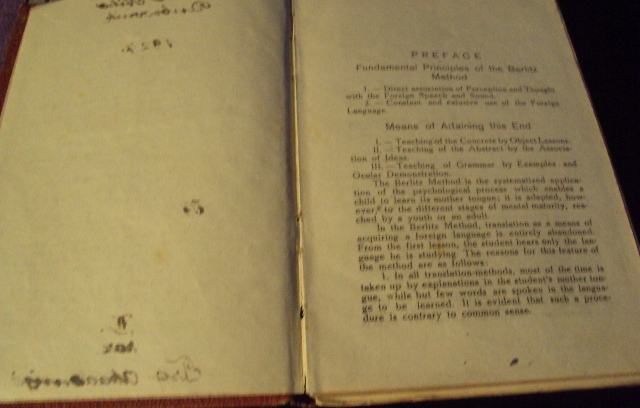 PREFACE
Fundamental Principles of the Berlitz
Method
1. — Direct association of Perception and Thought
with the Foreign Speech and Sound.
2. — Constant and exlusive use of the Foreign
Language.
Means of Attaining this End
I. — Teaching of the Concrete by Object Lessons.
II. — Teaching of the Abstract by the Associa-
tion of Ideas.
III. — Teaching of Grammar by Examples and
Ocular Demonstration.
The Berlitz Method is the systematized applica-
tion of the psychological process which enables a
child to learn its mother tongue; it is adapted, how-
ever, to the different stages of mental maturity, rea-
ched by a youth or an adult.
In the Berlitz Method, translation as a means of
acquiring a foreign language is entirely abandoned.
From the first lesson, the student hears only the lan-
guage he is studying. The reasons for this feature of
the method are as follows:
1. In all translation-methods, most of the time is
taken up by explanations in the student's mother ton-
gue, while but few words are spoken in the langua-
ge to be learned. It is evident that such a proce-
dure is contrary to common sense.